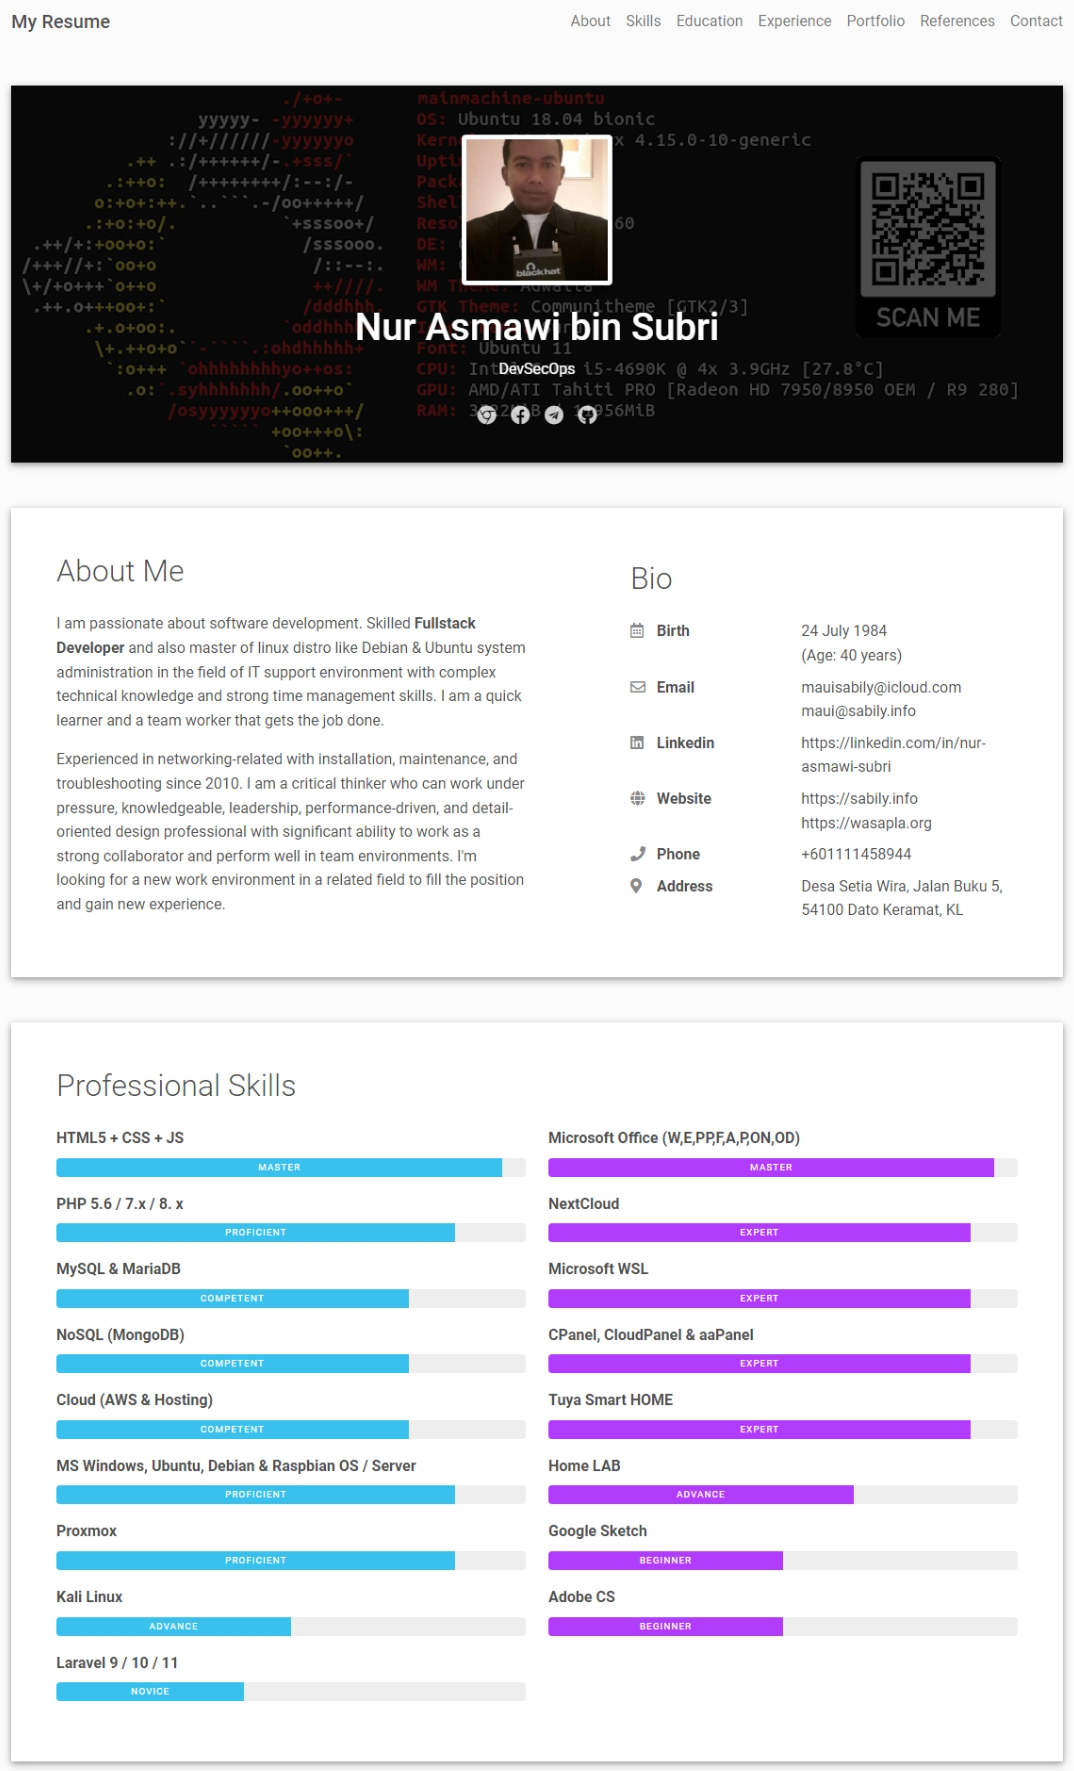 My Resume
About Skills Education Experience Portfolio References Contact
mainmachine-ubuntu
OS: Ubuntu 18.04 bionic
x 4.15.0-10-generic
DE:
WM:
GTK Theme: Communitheme [GTK2/3]
Font: Ubuntu 11
CPU: i5-4690K @ 4x 3.9GHz [27.8°C]
GPU: AMD/ATI Tahiti PRO [Radeon HD 7950/8950 OEM / R9 280]
RAM:
blackhat
SCAN ME
Nur Asmawi bin Subri
DevSecOps
About Me
I am passionate about software development. Skilled Fullstack
Developer and also master of linux distro like Debian & Ubuntu system
administration in the field of IT support environment with complex
technical knowledge and strong time management skills. I am a quick
learner and a team worker that gets the job done.
Experienced in networking-related with installation, maintenance, and
troubleshooting since 2010. I am a critical thinker who can work under
pressure, knowledgeable, leadership, performance-driven, and detail-
oriented design professional with significant ability to work as a
strong collaborator and perform well in team environments. I'm
looking for a new work environment in a related field to fill the position
and gain new experience.
Bio
Birth 24 July 1984
(Age: 40 years)
Email mauisabily@icloud.com
maui@sabily.info
Linkedin https://linkedin.com/in/nur-
asmawi-subri
Website https://sabily.info
https://wasapla.org
Phone +601111458944
Address Desa Setia Wira, Jalan Buku 5,
54100 Dato Keramat, KL
Professional Skills
HTML5 + CSS + JS
MASTER
PHP 5.6 / 7.x / 8. x
PROFICIENT
MySQL & MariaDB
COMPETENT
NoSQL (MongoDB)
COMPETENT
Cloud (AWS & Hosting)
COMPETENT
MS Windows, Ubuntu, Debian & Raspbian OS / Server
PROFICIENT
Proxmox
PROFICIENT
Kali Linux
ADVANCE
Laravel 9 / 10 / 11
NOVICE
Microsoft Office (W,E,PP,F,A,P,ON,OD)
MASTER
NextCloud
EXPERT
Microsoft WSL
EXPERT
CPanel, CloudPanel & aaPanel
EXPERT
Tuya Smart HOME
EXPERT
Home LAB
ADVANCE
Google Sketch
BEGINNER
Adobe CS
BEGINNER